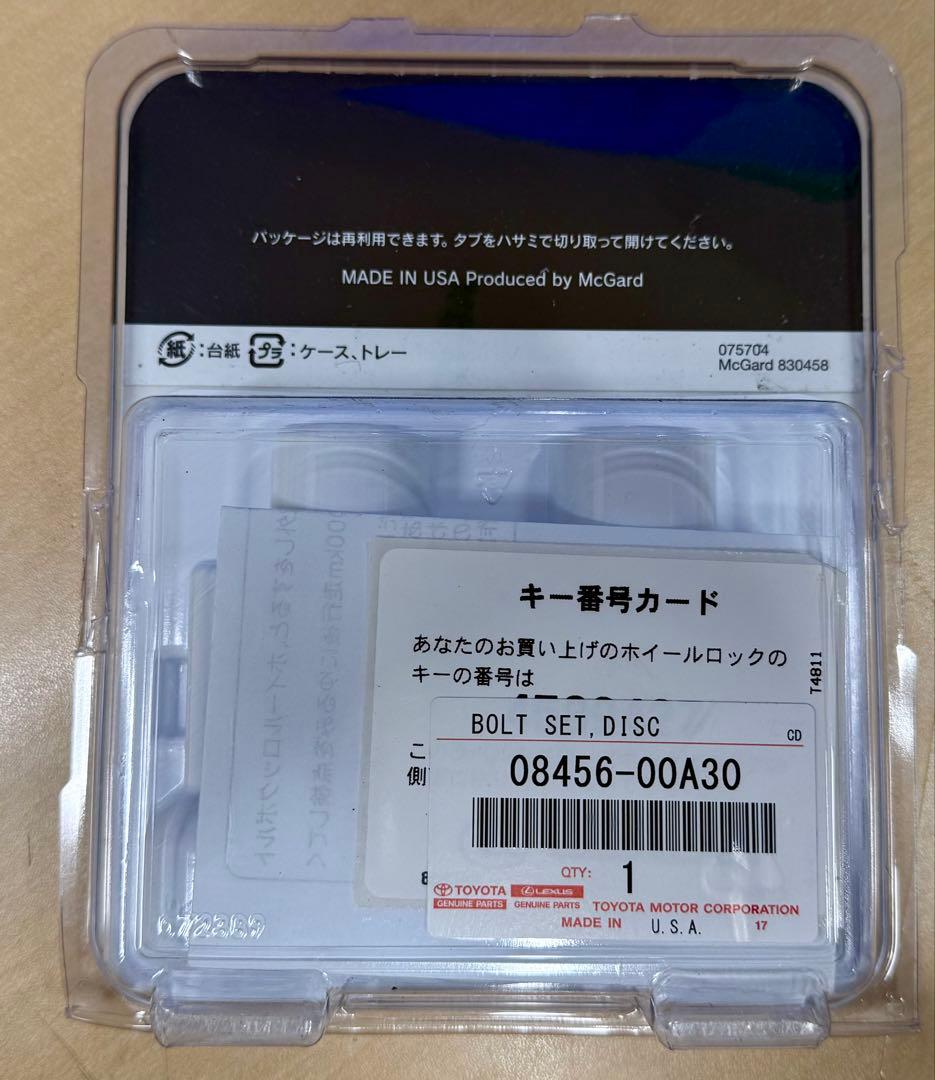 パッケージは再利用できます。タブをハサミで切り取って開けてください。
MADE IN USA Produced by McGard
紙:台紙 プラ:ケース、トレー
075704
McGard 830458
キー番号カード
あなたのお買い上げのホイールロックの
キーの番号は
T4811
こ
側
BOLT SET,DISC
CD
08456-00A30
QTY: 1
TOYOTA LEXUS
GENUINE PARTS GENUINE PARTS TOYOTA MOTOR CORPORATION
MADE IN U.S.A. 17